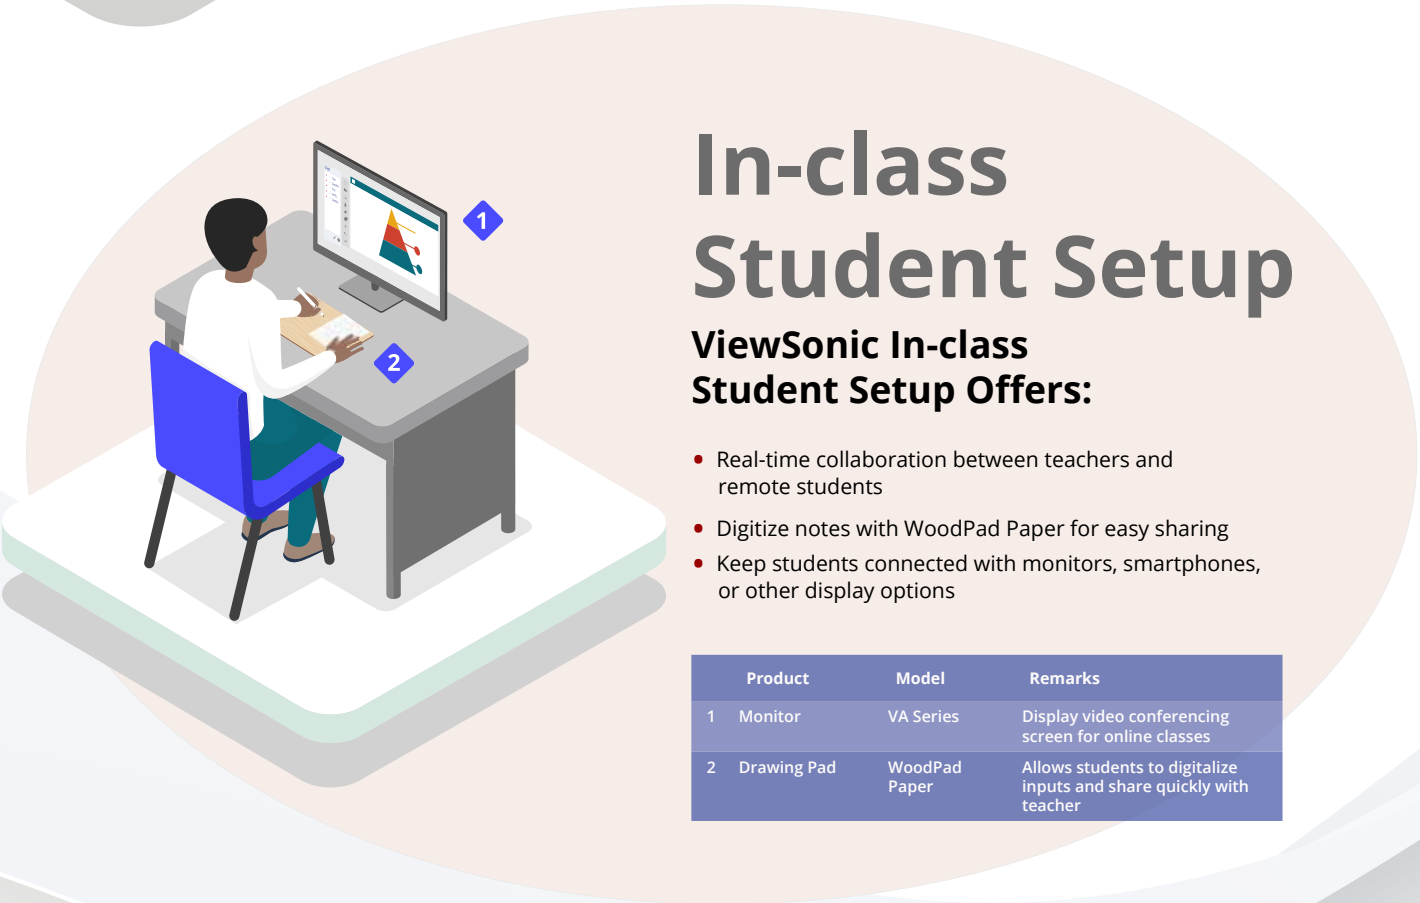 In-class
Student Setup
ViewSonic In-class
Student Setup Offers:
• Real-time collaboration between teachers and
remote students
• Digitize notes with WoodPad Paper for easy sharing
• Keep students connected with monitors, smartphones,
or other display options
Product Model Remarks
1 Monitor VA Series Display video conferencing
screen for online classes
2 Drawing Pad WoodPad Allows students to digitalize
Paper inputs and share quickly with
teacher
1
2